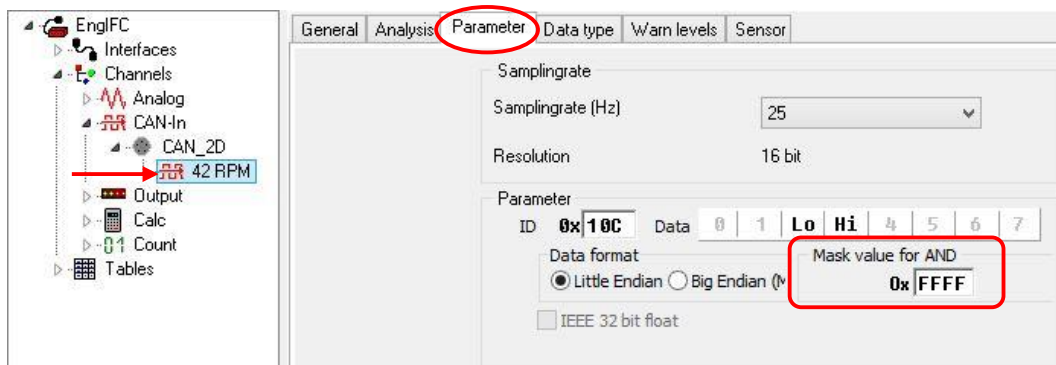 EngIFC
Interfaces
Channels
Analog
CAN-In
CAN_2D
42 RPM
Output
Calc
Count
Tables
General Analysis Parameter Data type Warn levels Sensor
Samplingrate
Samplingrate (Hz) 25
Resolution 16 bit
Parameter
ID 0x 10C Data 0 1 Lo Hi 4 5 6 7
Data format Mask value for AND
Little Endian Big Endian (M 0x FFFF
IEEE 32 bit float